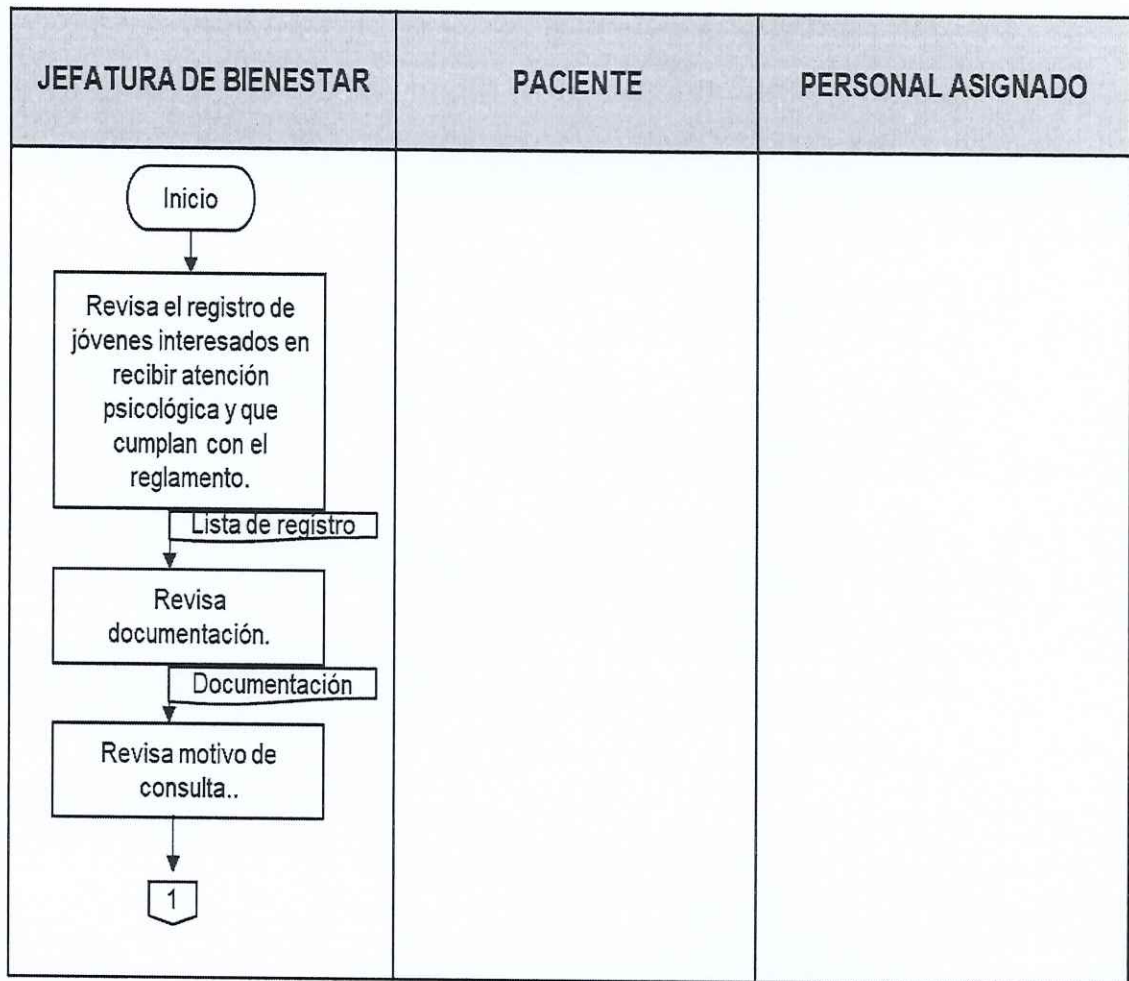 JEFATURA DE BIENESTAR
PACIENTE
PERSONAL ASIGNADO
Inicio
Revisa el registro de
jóvenes interesados en
recibir atención
psicológica y que
cumplan con el
reglamento.
Lista de registro
Revisa
documentación.
Documentación
Revisa motivo de
consulta..
1